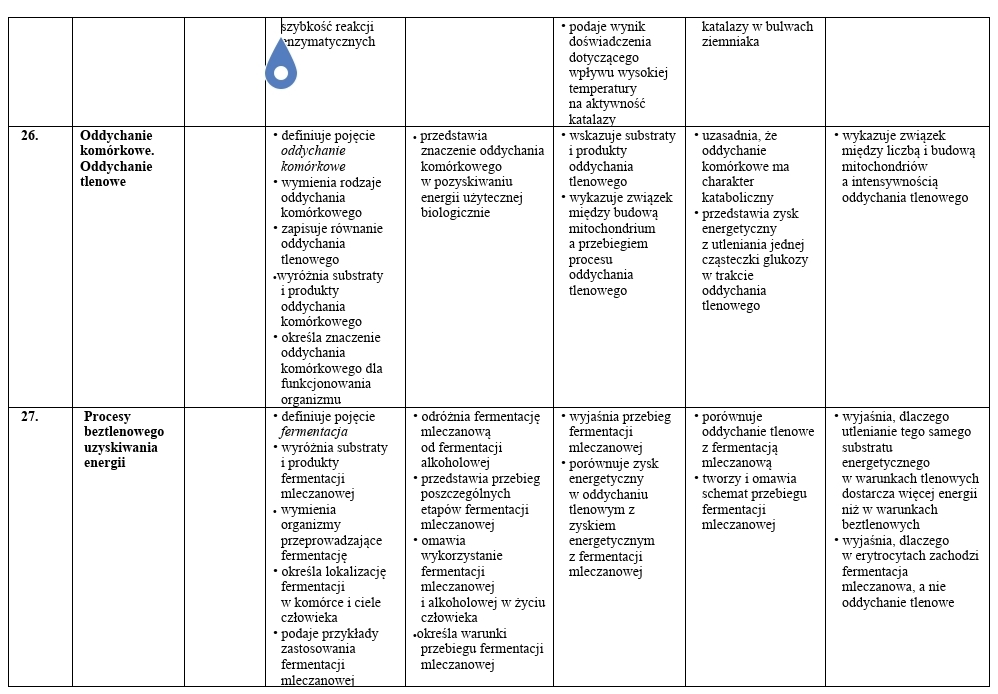 szybkość reakcji
enzymatycznych
• podaje wynik
doświadczenia
dotyczącego
wpływu wysokiej
temperatury
na aktywność
katalazy
katalazy w bulwach
ziemniaka
26.
Oddychanie
komórkowe.
Oddychanie
tlenowe
• definiuje pojęcie
oddychanie
komórkowe
• wymienia rodzaje
oddychania
komórkowego
• zapisuje równanie
oddychania
tlenowego
•wyróżnia substraty
i produkty
oddychania
komórkowego
• określa znaczenie
oddychania
komórkowego dla
funkcjonowania
organizmu
• przedstawia
znaczenie oddychania
komórkowego
w pozyskiwaniu
energii użytecznej
biologicznie
• wskazuje substraty
i produkty
oddychania
tlenowego
• wykazuje związek
między budową
mitochondrium
a przebiegiem
procesu
oddychania
tlenowego
• uzasadnia, że
oddychanie
komórkowe ma
charakter
kataboliczny
• przedstawia zysk
energetyczny
z utleniania jednej
cząsteczki glukozy
w trakcie
oddychania
tlenowego
• wykazuje związek
między liczbą i budową
mitochondriów
a intensywnością
oddychania tlenowego
27.
Procesy
beztlenowego
uzyskiwania
energii
• definiuje pojęcie
fermentacja
• wyróżnia substraty
i produkty
fermentacji
mleczanowej
• wymienia
organizmy
przeprowadzające
fermentację
• określa lokalizację
fermentacji
w komórce i ciele
człowieka
• podaje przykłady
zastosowania
fermentacji
mleczanowej
• odróżnia fermentację
mleczanową
od fermentacji
alkoholowej
• przedstawia przebieg
poszczególnych
etapów fermentacji
mleczanowej
• omawia
wykorzystanie
fermentacji
mleczanowej
i alkoholowej w życiu
człowieka
•określa warunki
przebiegu fermentacji
mleczanowej
• wyjaśnia przebieg
fermentacji
mleczanowej
• porównuje zysk
energetyczny
w oddychaniu
tlenowym z
zyskiem
energetycznym
z fermentacji
mleczanowej
• porównuje
oddychanie tlenowe
z fermentacją
mleczanową
• tworzy i omawia
schemat przebiegu
fermentacji
mleczanowej
• wyjaśnia, dlaczego
utlenianie tego samego
substratu
energetycznego
w warunkach tlenowych
dostarcza więcej energii
niż w warunkach
beztlenowych
• wyjaśnia, dlaczego
w erytrocytach zachodzi
fermentacja
mleczanowa, a nie
oddychanie tlenowe